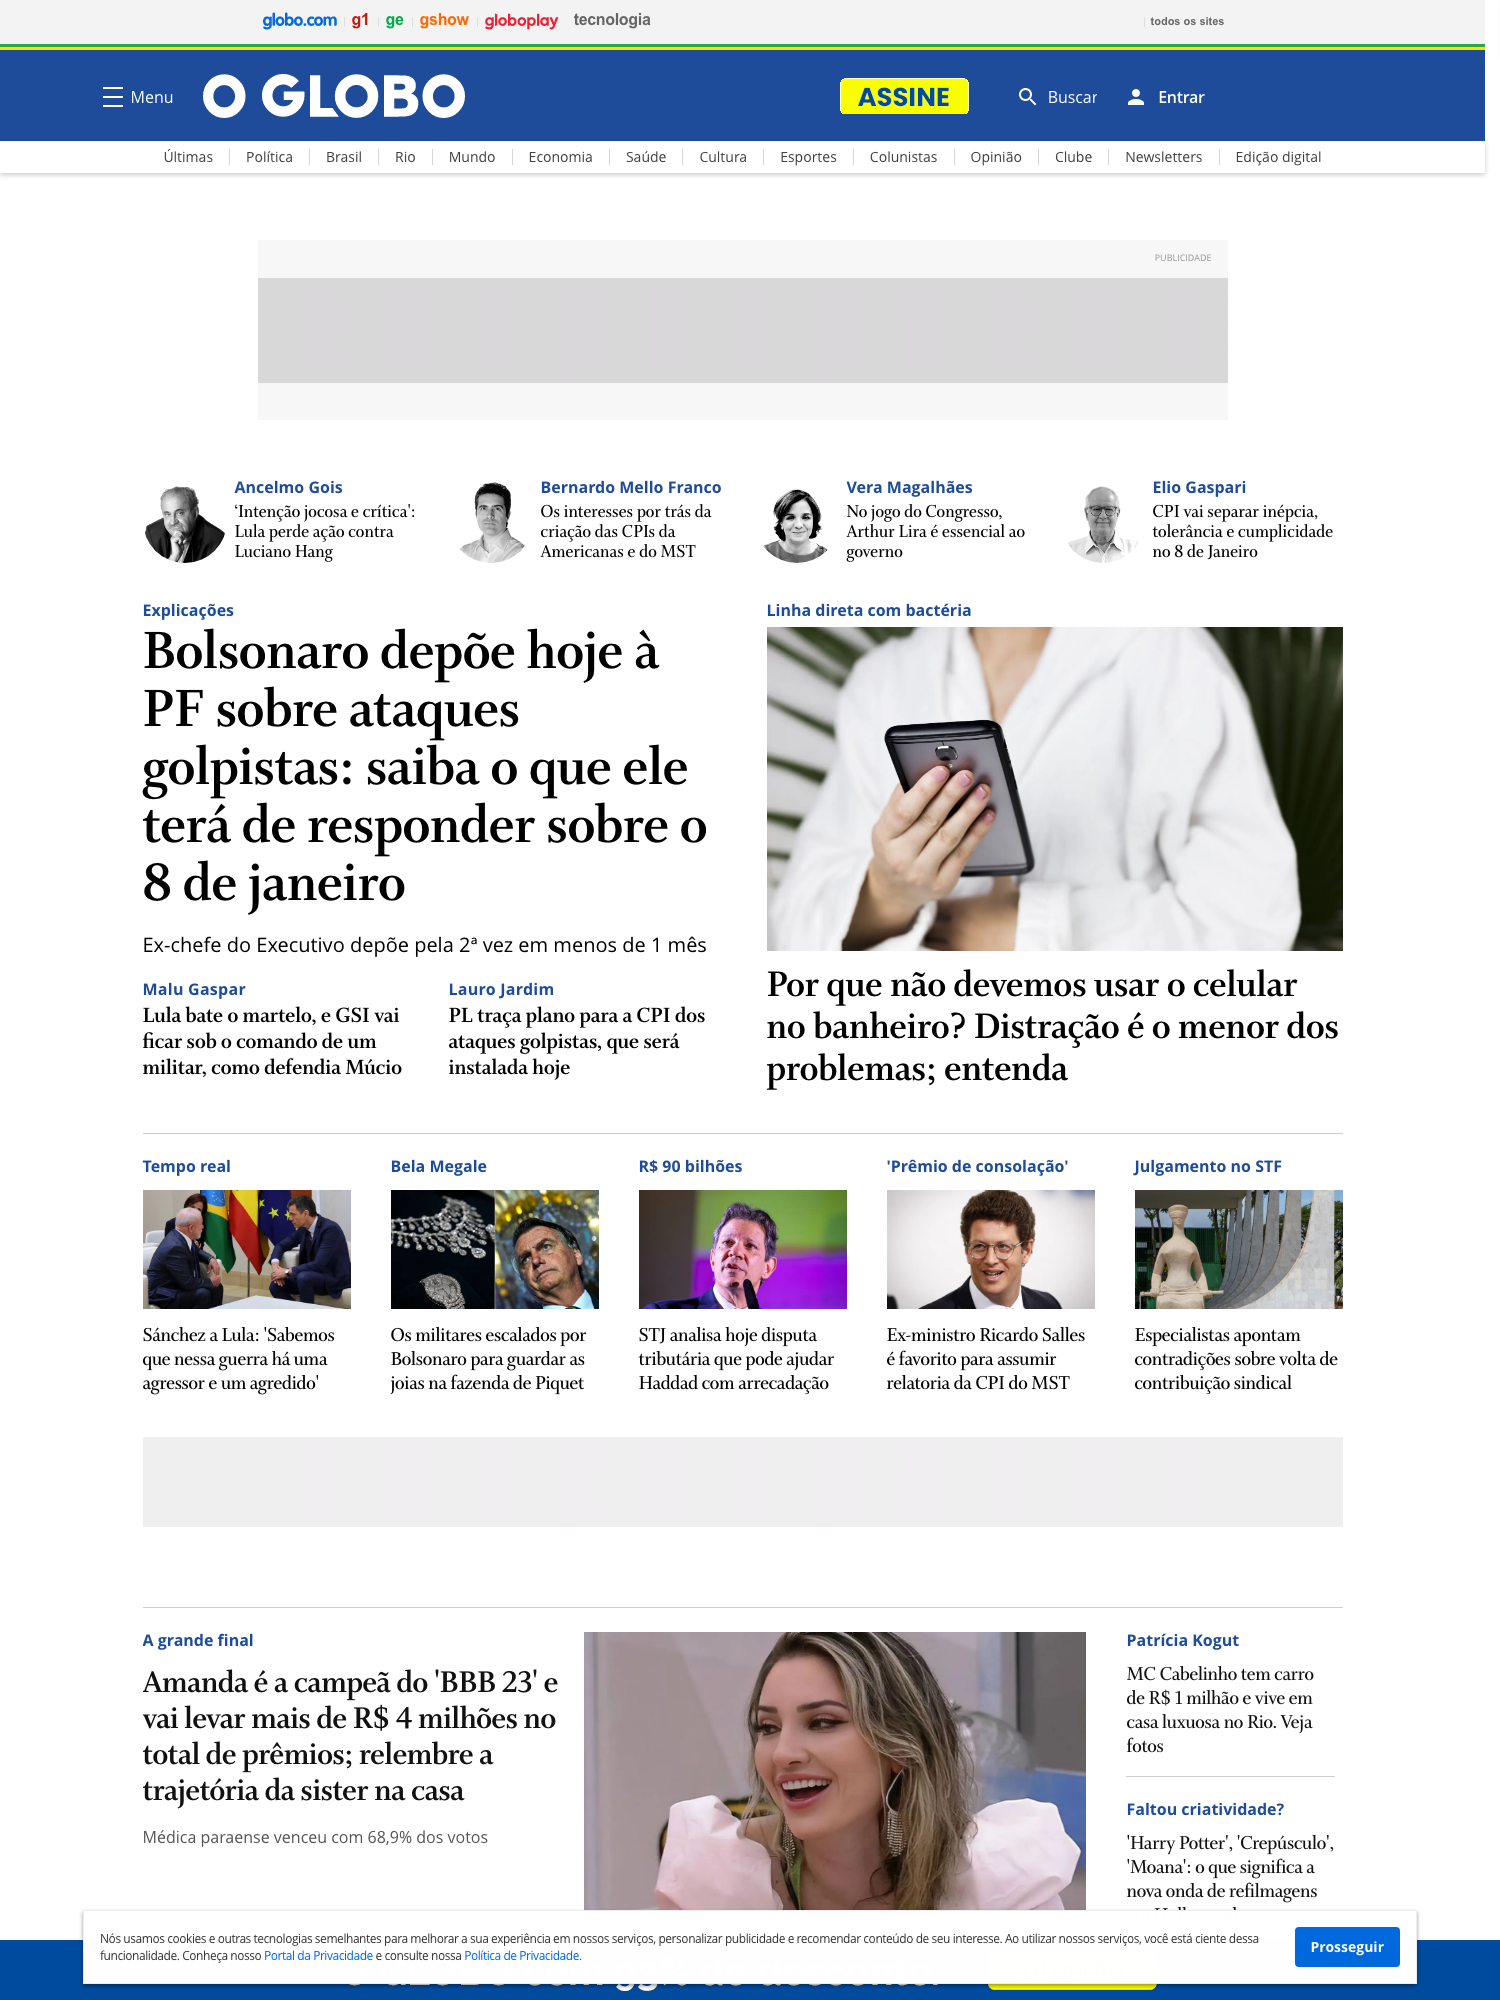 globo.com g1 ge gshow globoplay tecnologia todos os sites
Menu O GLOBO ASSINE Buscar Entrar
Últimas Política Brasil Rio Mundo Economia Saúde Cultura Esportes Colunistas Opinião Clube Newsletters Edição digital
PUBLICIDADE
Ancelmo Gois
‘Intenção jocosa e crítica':
Lula perde ação contra
Luciano Hang
Bernardo Mello Franco
Os interesses por trás da
criação das CPIs da
Americanas e do MST
Vera Magalhães
No jogo do Congresso,
Arthur Lira é essencial ao
governo
Elio Gaspari
CPI vai separar inépcia,
tolerância e cumplicidade
no 8 de Janeiro
Explicações
Bolsonaro depõe hoje à
PF sobre ataques
golpistas: saiba o que ele
terá de responder sobre o
8 de janeiro
Ex-chefe do Executivo depõe pela 2ª vez em menos de 1 mês
Malu Gaspar
Lula bate o martelo, e GSI vai
ficar sob o comando de um
militar, como defendia Múcio
Lauro Jardim
PL traça plano para a CPI dos
ataques golpistas, que será
instalada hoje
Linha direta com bactéria
Por que não devemos usar o celular
no banheiro? Distração é o menor dos
problemas; entenda
Tempo real
Sánchez a Lula: 'Sabemos
que nessa guerra há uma
agressor e um agredido'
Bela Megale
Os militares escalados por
Bolsonaro para guardar as
joias na fazenda de Piquet
R$ 90 bilhões
STJ analisa hoje disputa
tributária que pode ajudar
Haddad com arrecadação
'Prêmio de consolação'
Ex-ministro Ricardo Salles
é favorito para assumir
relatoria da CPI do MST
Julgamento no STF
Especialistas apontam
contradições sobre volta de
contribuição sindical
A grande final
Amanda é a campeã do 'BBB 23' e
vai levar mais de R$ 4 milhões no
total de prêmios; relembre a
trajetória da sister na casa
Médica paraense venceu com 68,9% dos votos
Patrícia Kogut
MC Cabelinho tem carro
de R$ 1 milhão e vive em
casa luxuosa no Rio. Veja
fotos
Faltou criatividade?
'Harry Potter', 'Crepúsculo',
'Moana': o que significa a
nova onda de refilmagens
Nós usamos cookies e outras tecnologias semelhantes para melhorar a sua experiência em nossos serviços, personalizar publicidade e recomendar conteúdo de seu interesse. Ao utilizar nossos serviços, você está ciente dessa
funcionalidade. Conheça nosso Portal da Privacidade e consulte nossa Política de Privacidade.
Prosseguir